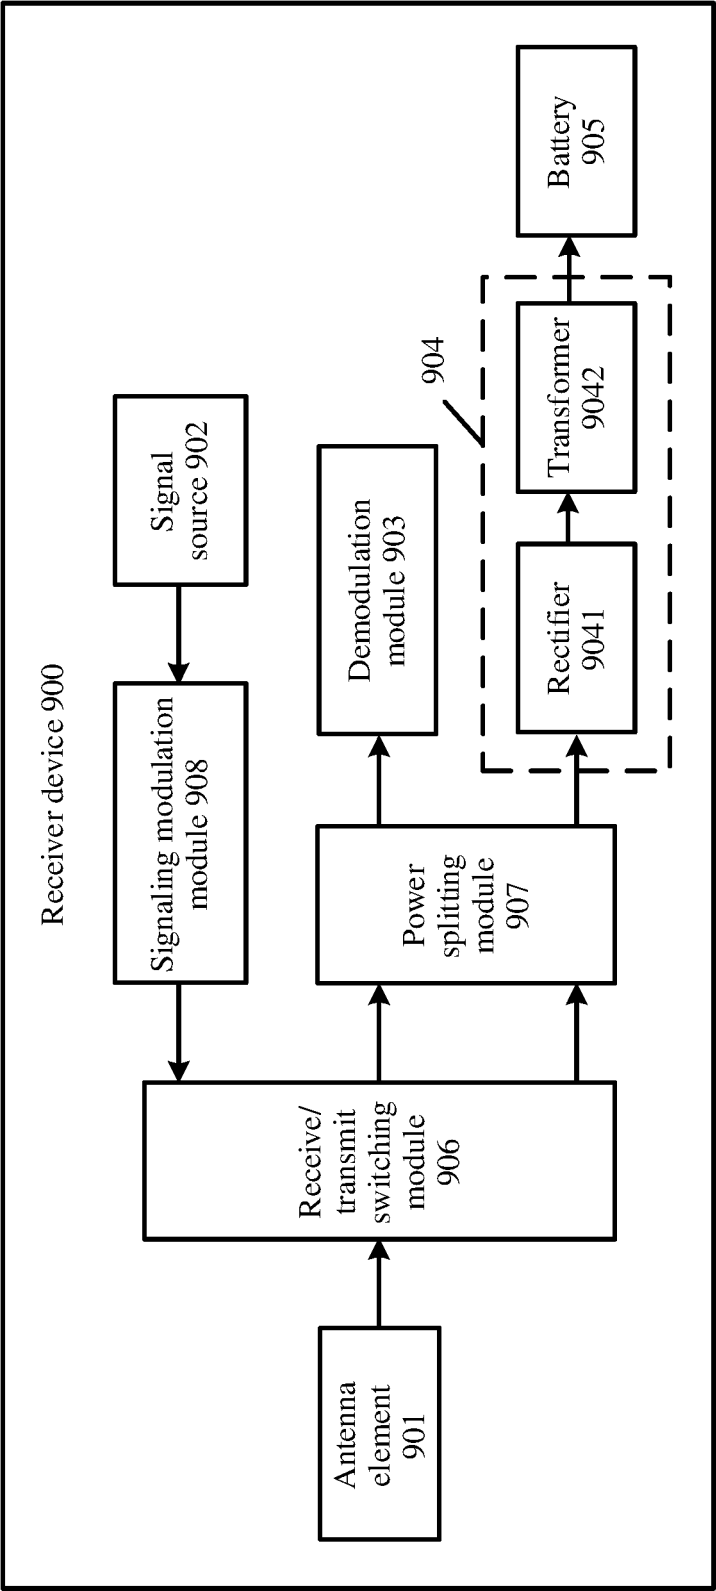 Receiver device 900
Signaling modulation
module 908
Signal
source 902
Antenna
element
901
Receive/
transmit
switching
module
906
Power
splitting
module
907
Demodulation
module 903
904
Rectifier
9041
Transformer
9042
Battery
905